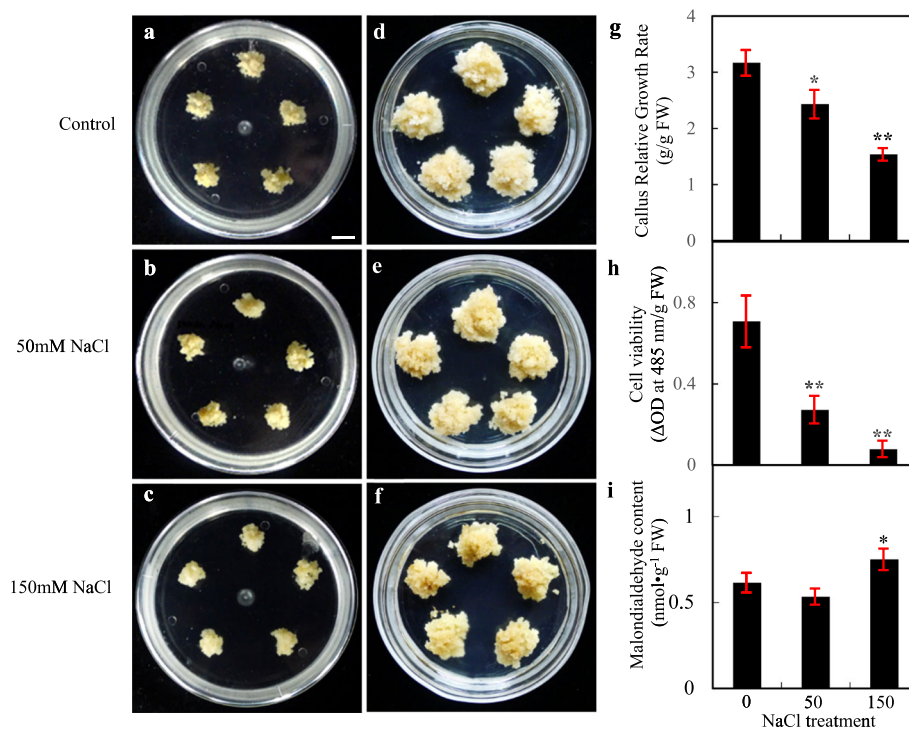 a
d
g
Control
Callus Relative Growth Rate
(g/g FW)
4
3
2
1
0
*
**
b
e
h
50mM NaCl
Cell viability
(ΔOD at 485 nm/g FW)
0.8
0.4
0
**
**
c
f
i
150mM NaCl
Malondialdehyde content
(nmol•g-1 FW)
1
0.5
0
*
0 50 150
NaCl treatment